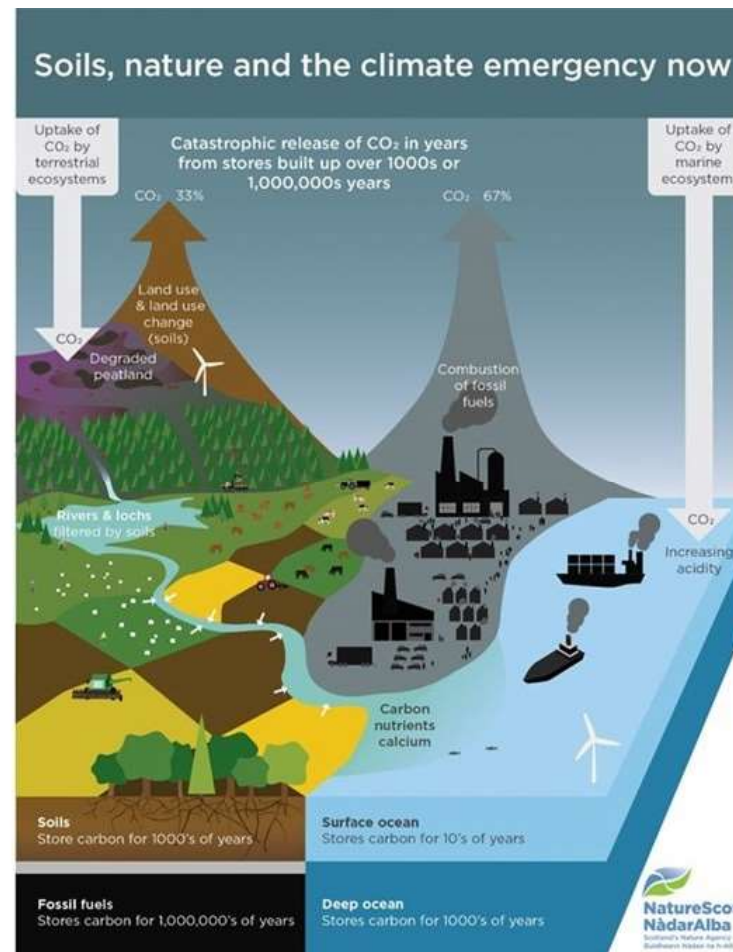 Soils, nature and the climate emergency now
Uptake of
CO₂ by
terrestrial
ecosystems
Catastrophic release of CO₂ in years
from stores built up over 1000s or
1,000,000s years
Uptake of
CO₂ by
marine
ecosystem
CO₂ 33%
CO₂ 67%
Land use
& land use
change
(soils)
CO₂
Degraded
peatland
Combustion
of fossil
fuels
Rivers & lochs
filtered by soils
CO₂
Increasing
acidity
Carbon
nutrients
calcium
Soils
Store carbon for 1000's of years
Surface ocean
Stores carbon for 10's of years
Fossil fuels
Stores carbon for 1,000,000's of years
Deep ocean
Stores carbon for 1000's of years
NatureSco
NàdarAlba
Scotland's Nature Agency